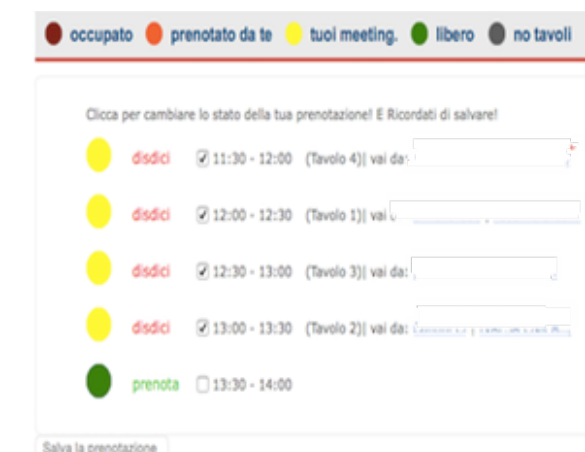 occupato prenotato da te tuoi meeting. libero no tavoli
Clicca per cambiare lo stato della tua prenotazione! E Ricordati di salvare!
disdici 11:30 - 12:00 (Tavolo 4)| vai da:
disdici 12:00 - 12:30 (Tavolo 1)| vai
disdici 12:30 - 13:00 (Tavolo 3)| vai da:
disdici 13:00 - 13:30 (Tavolo 2)| vai da:
prenota 13:30 - 14:00
Salva la prenotazione